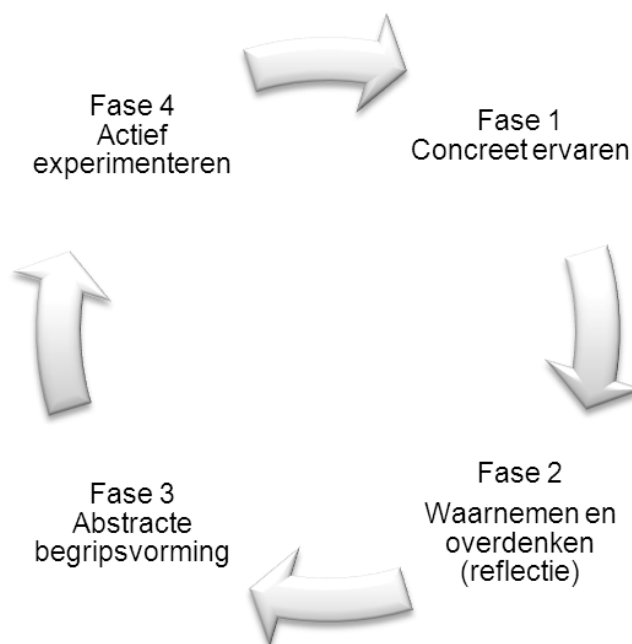 Fase 1
Concreet ervaren
Fase 2
Waarnemen en
overdenken
(reflectie)
Fase 3
Abstracte
begripsvorming
Fase 4
Actief
experimenteren